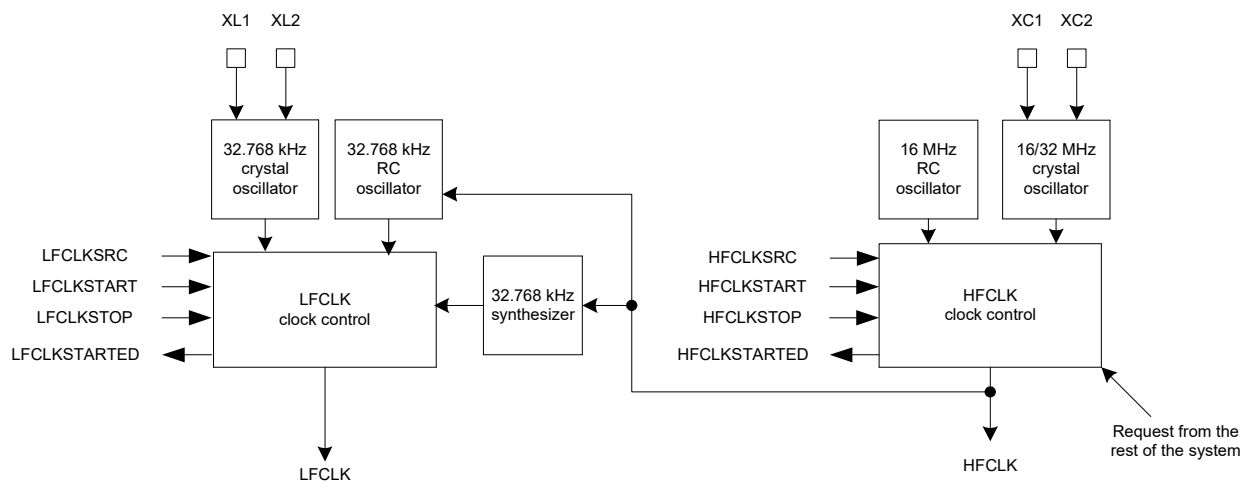 XL1 XL2 XC1 XC2
32.768 kHz
crystal
oscillator
32.768 kHz
RC
oscillator
16 MHz
RC
oscillator
16/32 MHz
crystal
oscillator
LFCLKSRC
LFCLKSTART
LFCLKSTOP
LFCLKSTARTED
LFCLK
clock control
32.768 kHz
synthesizer
HFCLKSRC
HFCLKSTART
HFCLKSTOP
HFCLKSTARTED
HFCLK
clock control
Request from the
rest of the system
LFCLK
HFCLK